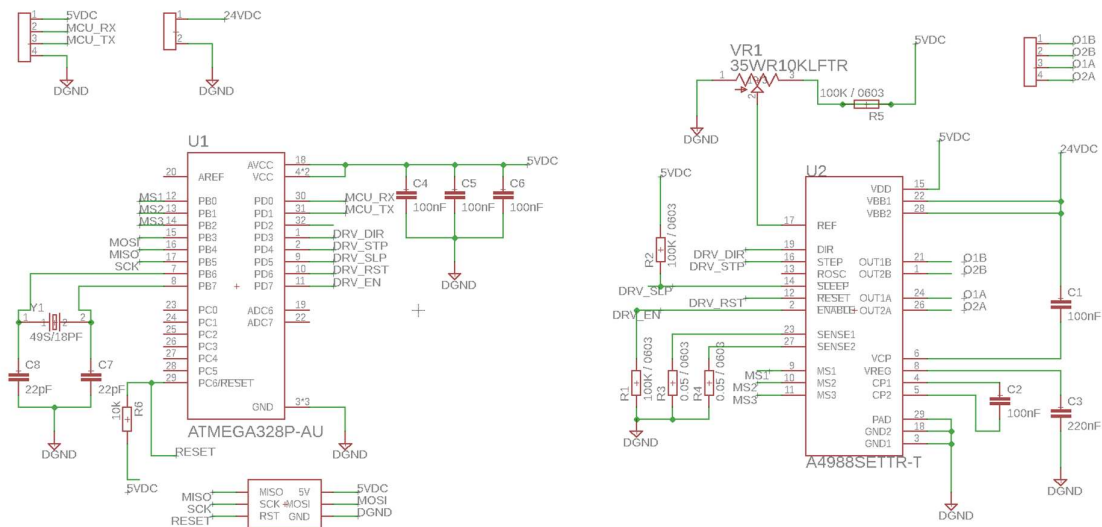 1 5VDC
2 MCU_RX
3 MCU_TX
4
DGND
1 24VDC
2
DGND
VR1
35WR10KLFTR
1 3
2
DGND
5VDC
100K / 0603
R5
1 O1B
2 O2B
3 O1A
4 O2A
U1
20 AREF
MS1 12 PB0
MS2 13 PB1
MS3 14 PB2
15 PB3
MOSI 16 PB4
MISO 17 PB5
SCK 7 PB6
8 PB7
23 PC0
24 PC1
25 PC2
26 PC3
27 PC4
28 PC5
29 PC6/RESET
AVCC 18 5VDC
VCC 4*2
PD0 30 MCU_RX
PD1 31 MCU_TX
PD2 32
PD3 1 DRV_DIR
PD4 2 DRV_STP
PD5 9 DRV_SLP
PD6 10 DRV_RST
PD7 11 DRV_EN
ADC6 19
ADC7 22
GND 3*3
DGND
ATMEGA328P-AU
C4
100nF
C5
100nF
C6
100nF
DGND
Y1
1 2
49S/18PF
C8
22pF
C7
22pF
DGND
10k
R6
RESET
5VDC
MISO MISO 5V 5VDC
SCK SCK MOSI MOSI
RESET RST GND DGND
U2
5VDC
24VDC
VDD 15
VBB1 22
VBB2 28
17 REF
5VDC
R2
100K / 0603
DRV_DIR 19 DIR
DRV_STP 16 STEP
13 ROSC
DRV_SLP 14 SLEEP
DRV_RST 12 RESET
DRV_EN 2 ENABLE
23 SENSE1
27 SENSE2
MS1 9 MS1
MS2 10 MS2
MS3 11 MS3
OUT1B 21 O1B
OUT2B 1 O2B
OUT1A 24 O1A
OUT2A 26 O2A
VCP 6
VREG 8
CP1 4
CP2 5
PAD 29
GND2 18
GND1 3
A4988SETTR-T
R1
100K / 0603
R3
0.05 / 0603
R4
0.05 / 0603
DGND
C1
100nF
C2
100nF
C3
220nF
DGND
DGND